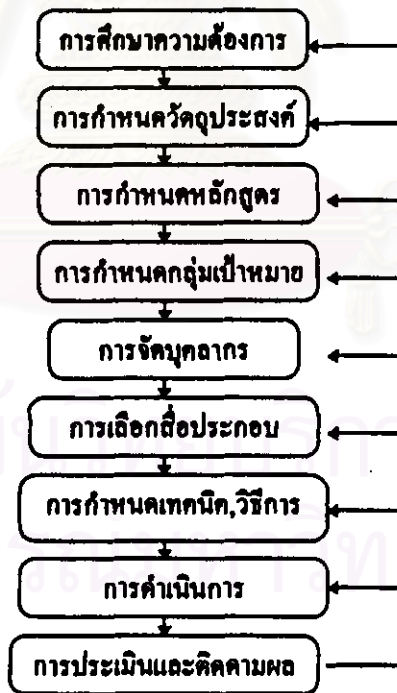 การศึกษาความต้องการ
การกำหนดวัตถุประสงค์
การกำหนดหลักสูตร
การกำหนดกลุ่มเป้าหมาย
การจัดบุคลากร
การเลือกสื่อประกอบ
การกำหนดเทคนิค,วิธีการ
การดำเนินการ
การประเมินและติดตามผล